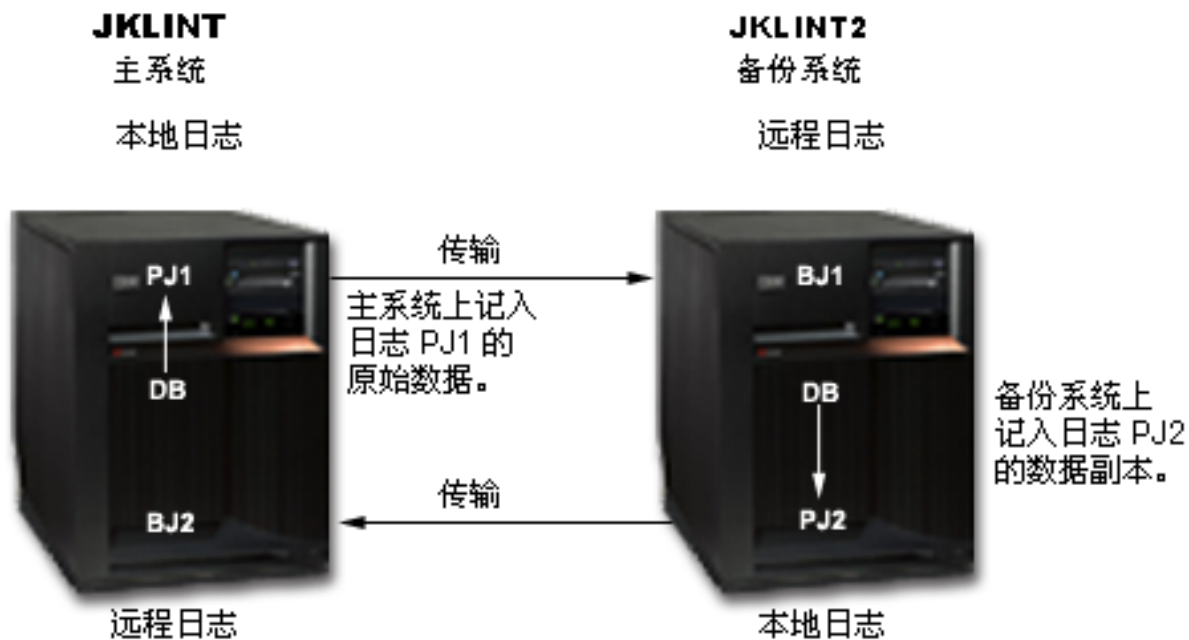 JKLINT
主系统
本地日志
JKLINT2
备份系统
远程日志
PJ1
DB
BJ2
传输
主系统上记入
日志 PJ1 的
原始数据。
传输
BJ1
DB
PJ2
备份系统上
记入日志 PJ2
的数据副本。
远程日志
本地日志